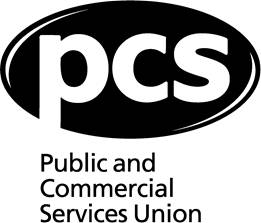 pcs
Public and
Commercial
Services Union